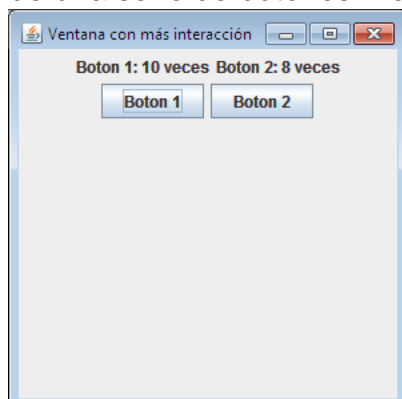 Ventana con más interacción
Boton 1: 10 veces Boton 2: 8 veces
Boton 1 Boton 2